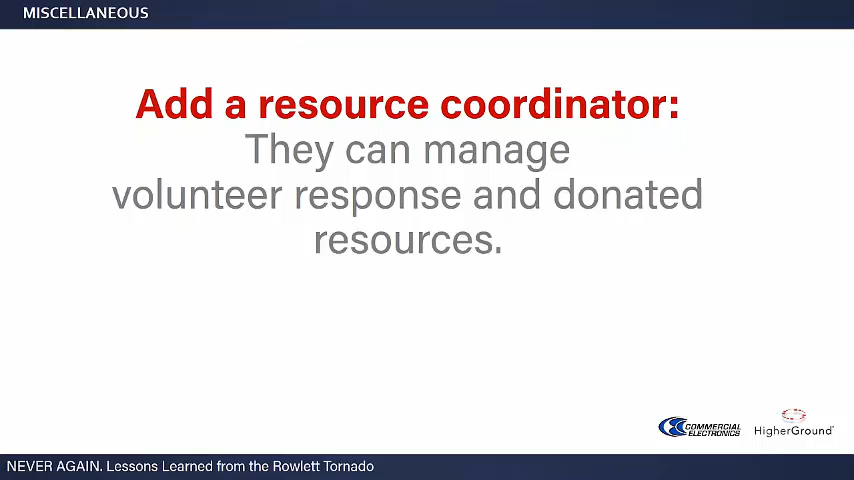 MISCELLANEOUS
Add a resource coordinator:
They can manage
volunteer response and donated
resources.
COMMERCIAL
ELECTRONICS
HigherGround
NEVER AGAIN. Lessons Learned from the Rowlett Tornado